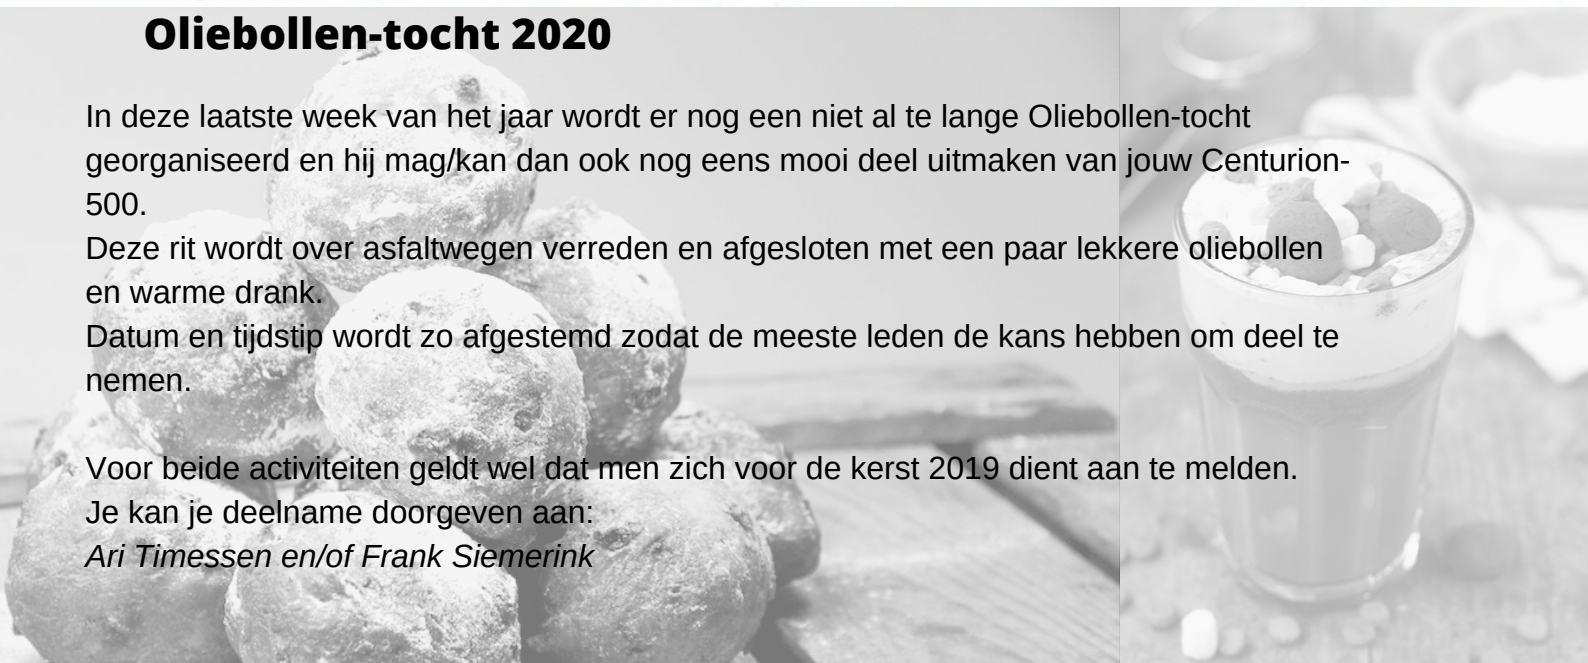 Oliebollen-tocht 2020
In deze laatste week van het jaar wordt er nog een niet al te lange Oliebollen-tocht
georganiseerd en hij mag/kan dan ook nog eens mooi deel uitmaken van jouw Centurion-
500.
Deze rit wordt over asfaltwegen verreden en afgesloten met een paar lekkere oliebollen
en warme drank.
Datum en tijdstip wordt zo afgestemd zodat de meeste leden de kans hebben om deel te
nemen.
Voor beide activiteiten geldt wel dat men zich voor de kerst 2019 dient aan te melden.
Je kan je deelname doorgeven aan:
Ari Timessen en/of Frank Siemerink